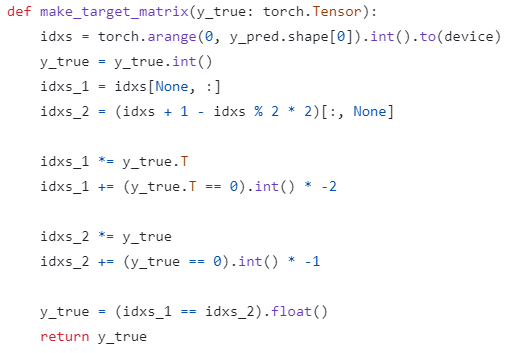 def make_target_matrix(y_true: torch.Tensor):
    idxs = torch.arange(0, y_pred.shape[0]).int().to(device)
    y_true = y_true.int()
    idxs_1 = idxs[None, :]
    idxs_2 = (idxs + 1 - idxs % 2 * 2)[:, None]

    idxs_1 *= y_true.T
    idxs_1 += (y_true.T == 0).int() * -2

    idxs_2 *= y_true
    idxs_2 += (y_true == 0).int() * -1

    y_true = (idxs_1 == idxs_2).float()
    return y_true